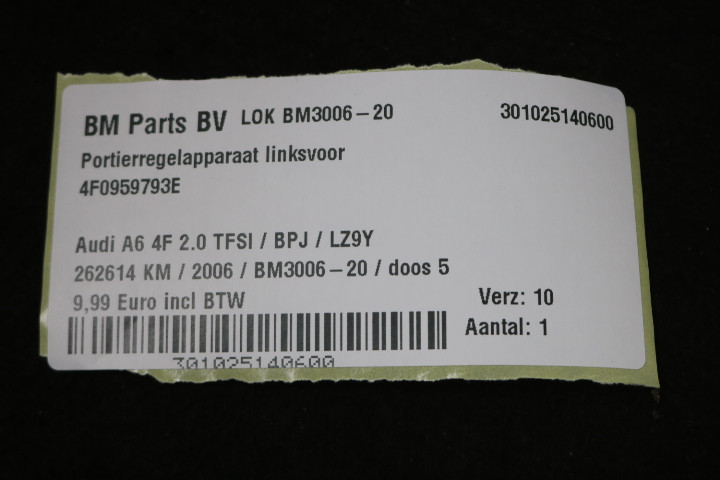 BM Parts BV LOK BM3006-20 301025140600
Portierregelapparaat linksvoor
4F0959793E
Audi A6 4F 2.0 TFSI / BPJ / LZ9Y
262614 KM / 2006 / BM3006-20 / doos 5
9,99 Euro incl BTW Verz: 10
Aantal: 1
301025140600